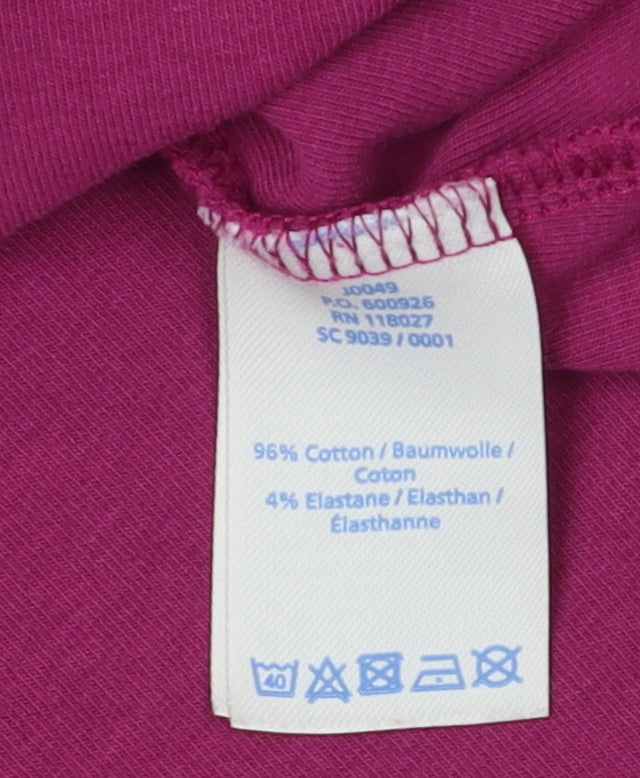 J0049
P.O. 600926
RN 118027
SC 9039 / 0001
96% Cotton / Baumwolle /
Coton
4% Elastane / Elasthan /
Élasthanne
40